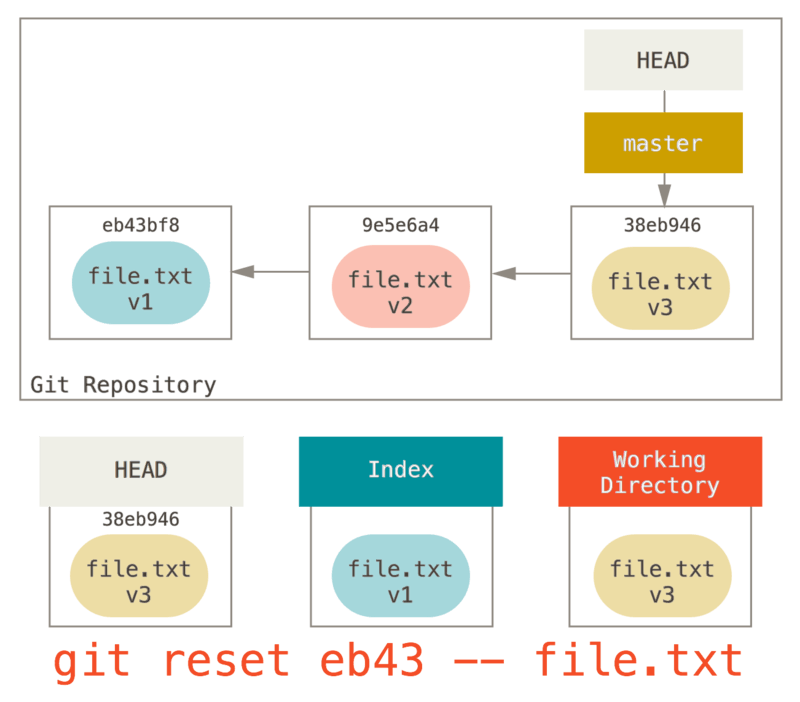 HEAD
master
eb43bf8
9e5e6a4
38eb946
file.txt
v1
file.txt
v2
file.txt
v3
Git Repository
HEAD
Index
Working
Directory
38eb946
file.txt
v3
file.txt
v1
file.txt
v3
git reset eb43 -- file.txt